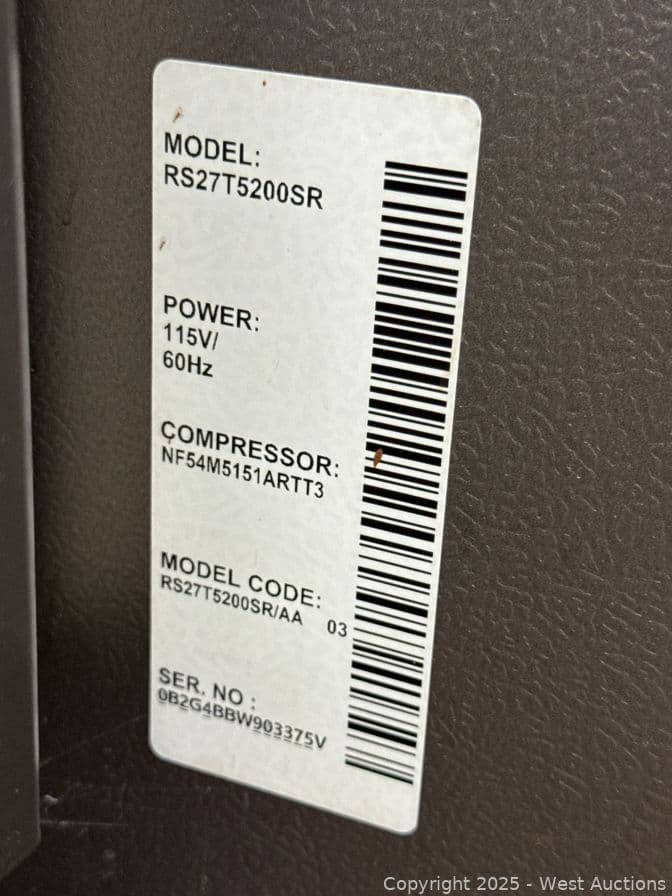 MODEL:
RS27T5200SR
POWER:
115V/
60Hz
COMPRESSOR:
NF54M5151ARTT3
MODEL CODE:
RS27T5200SR/AA 03
SER. NO :
0B2G4BBW903375V
Copyright © 2025 - West Auctions